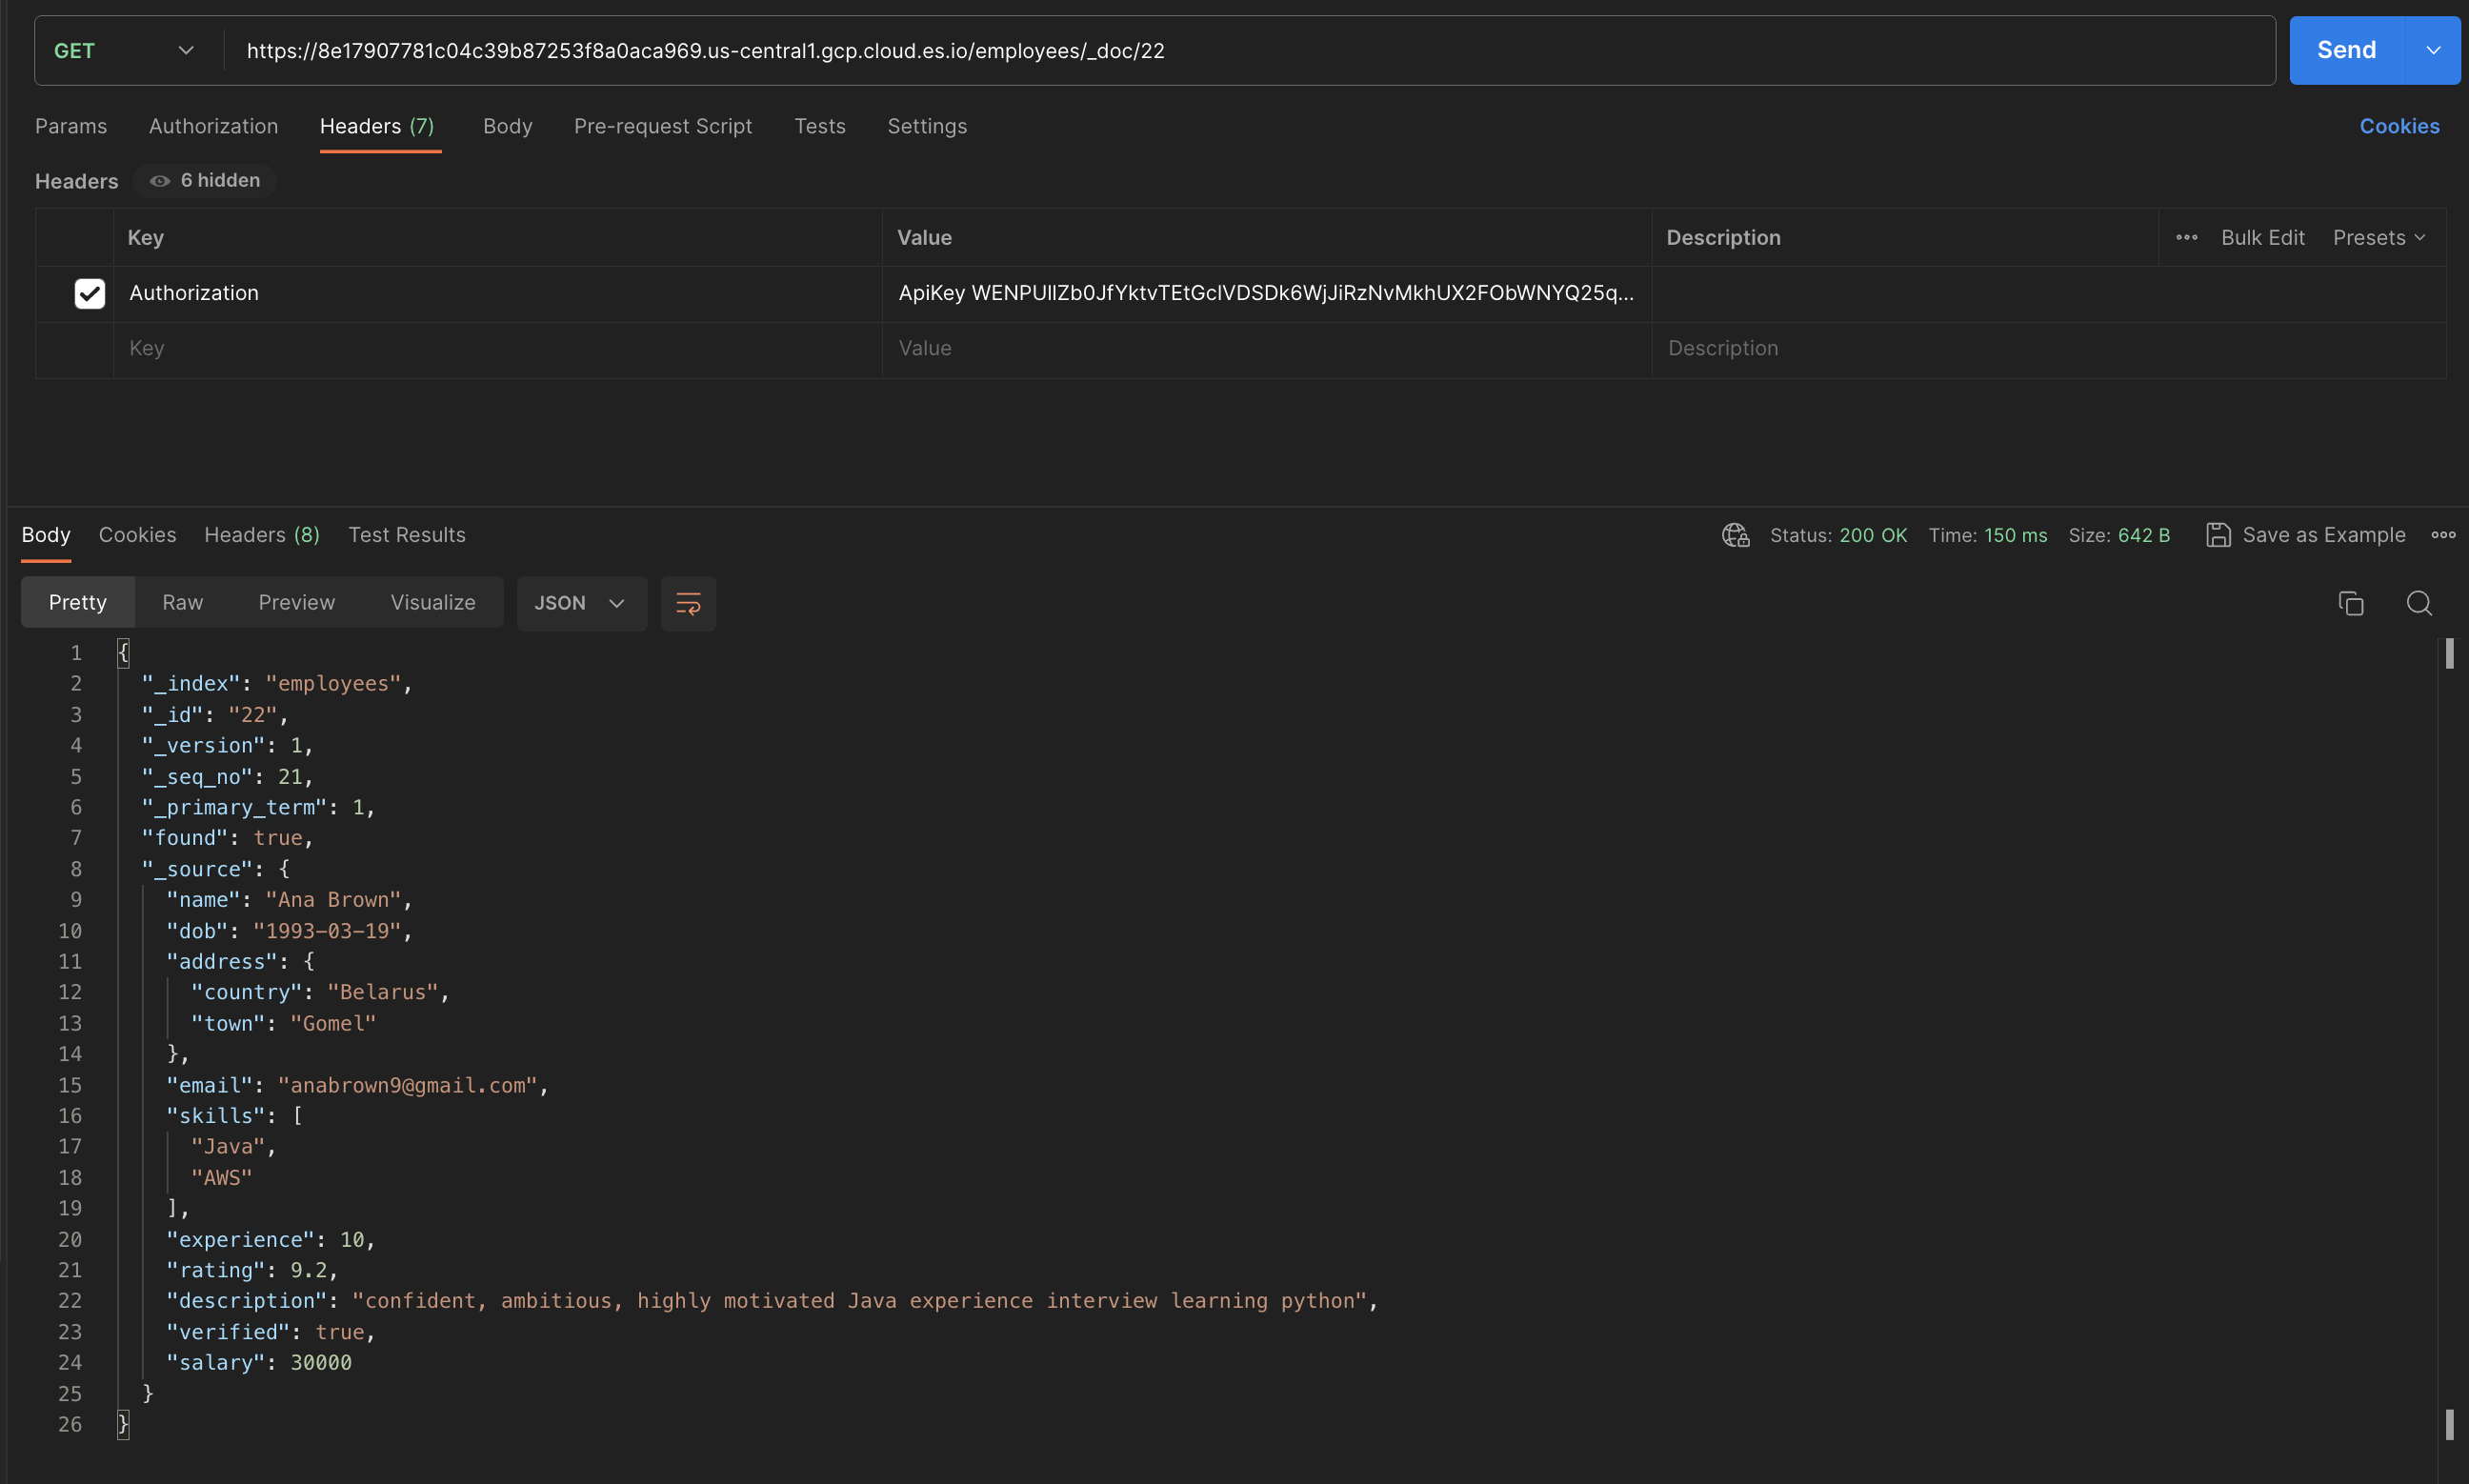 GET https://8e17907781c04c39b87253f8a0aca969.us-central1.gcp.cloud.es.io/employees/_doc/22 Send
Params Authorization Headers (7) Body Pre-request Script Tests Settings Cookies
Headers 6 hidden
Key Value Description Bulk Edit Presets
Authorization ApiKey
Key Value Description
Body Cookies Headers (8) Test Results Status: 200 OK Time: 150 ms Size: 642 B Save as Example
Pretty Raw Preview Visualize JSON
1 {
2 "_index": "employees",
3 "_id": "22",
4 "_version": 1,
5 "_seq_no": 21,
6 "_primary_term": 1,
7 "found": true,
8 "_source": {
9 "name": "Ana Brown",
10 "dob": "1993-03-19",
11 "address": {
12 "country": "Belarus",
13 "town": "Gomel"
14 },
15 "email": "anabrown9@gmail.com",
16 "skills": [
17 "Java",
18 "AWS"
19 ],
20 "experience": 10,
21 "rating": 9.2,
22 "description": "confident, ambitious, highly motivated Java experience interview learning python",
23 "verified": true,
24 "salary": 30000
25 }
26 }